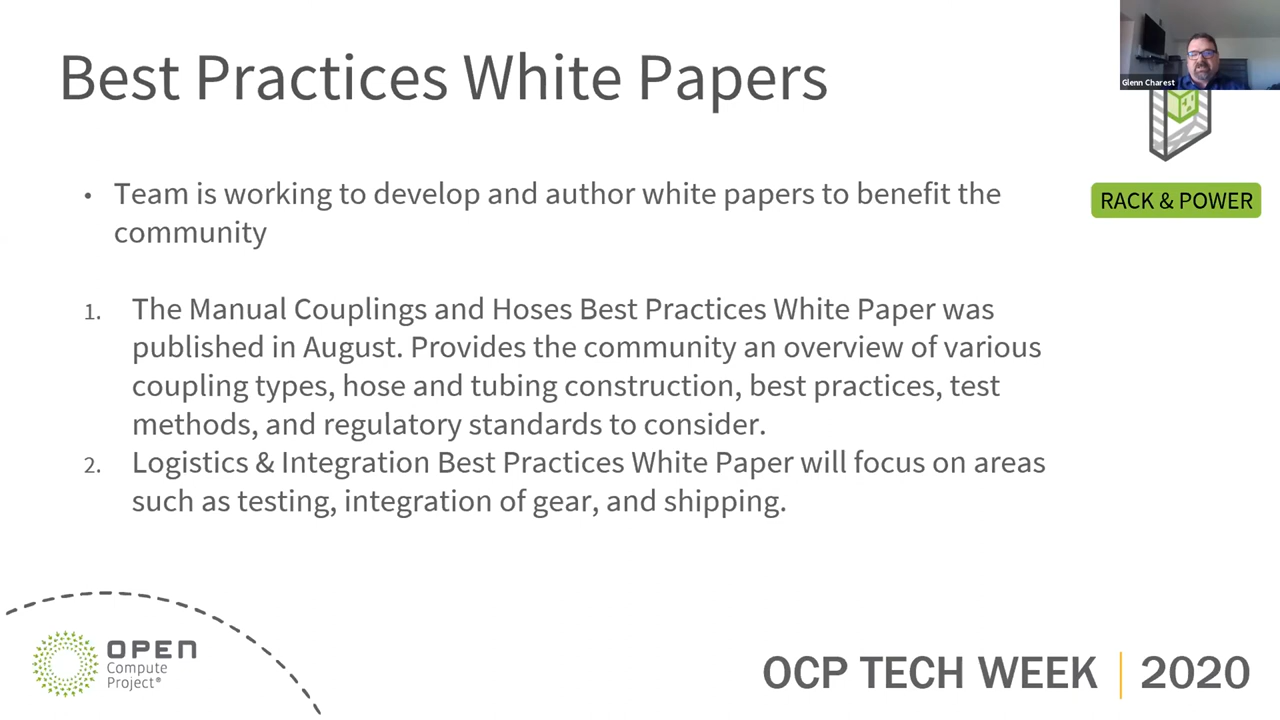 Best Practices White Papers
Glenn Charest
RACK & POWER
• Team is working to develop and author white papers to benefit the
community
1. The Manual Couplings and Hoses Best Practices White Paper was
published in August. Provides the community an overview of various
coupling types, hose and tubing construction, best practices, test
methods, and regulatory standards to consider.
2. Logistics & Integration Best Practices White Paper will focus on areas
such as testing, integration of gear, and shipping.
OPEN
Compute
Project®
OCP TECH WEEK | 2020